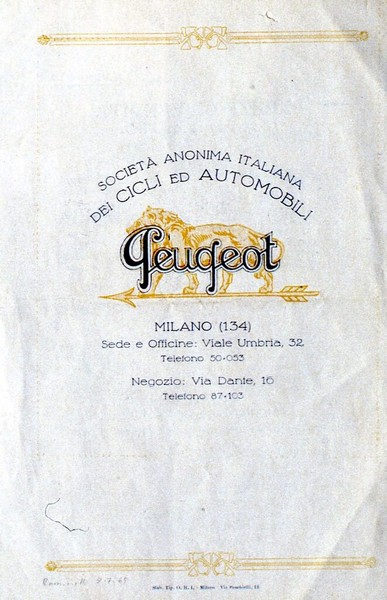 SOCIETÀ ANONIMA ITALIANA
DEI CICLI ED AUTOMOBILI
Peugeot
MILANO (134)
Sede e Officine: Viale Umbria, 32
Telefono 50-053
Negozio: Via Dante, 16
Telefono 87-103
Milano